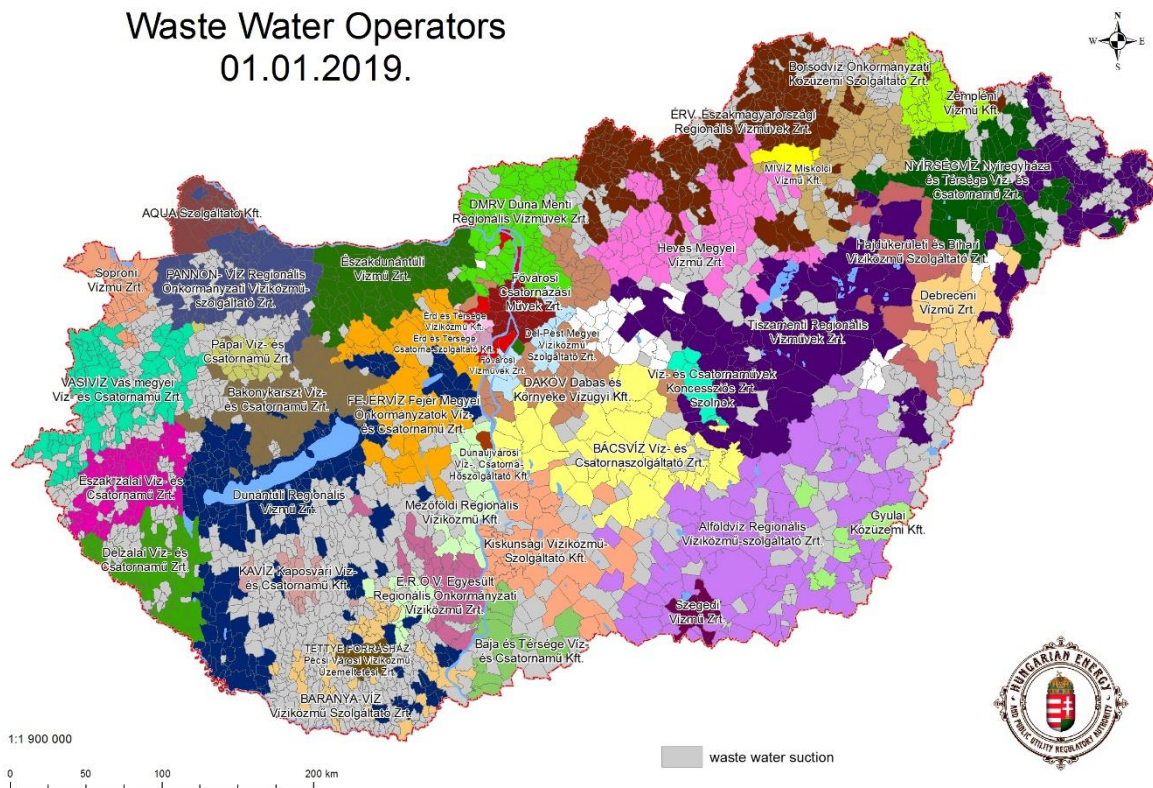 Waste Water Operators
01.01.2019.
N
W E
S
Borsodvíz Önkormányzati
Közüzemi Szolgáltató Zrt.
Zempléni
Vízmű Kft.
ÉRV. Északmagyarországi
Regionális Vízművek Zrt.
MIVÍZ Miskolci
Vízmű Kft.
NYÍRSÉGVÍZ Nyíregyháza
és Térsége Víz- és
Csatornamű Zrt.
AQUA Szolgáltató Kft.
DMRV Duna Menti
Regionális Vízművek Zrt.
Heves Megyei
Vízmű Zrt.
Hajdúkerületi és Bihari
Víziközmű Szolgáltató Zrt.
Soproni
Vízmű Zrt.
PANNON- VÍZ Regionális
Önkormányzati Víziközmű-
szolgáltató Zrt.
Északdunántúli
Vízmű Zrt.
Fővárosi
Csatornázási
Művek Zrt.
Debreceni
Vízmű Zrt.
Érd és Térsége
Víziközmű Kft.
Érd és Térsége
Csatorna-Szolgáltató Kft.
Fővárosi
Vízművek Zrt.
Dél-Pest Megyei
Víziközmű
Szolgáltató Zrt.
Tiszamenti Regionális
Vízművek Zrt.
Pápai Víz- és
Csatornamű Zrt.
VASIVÍZ Vas megyei
Víz- és Csatornamű Zrt.
Bakonykarszt Víz-
és Csatornamű Zrt.
FEJÉRVÍZ Fejér Megyei
Önkormányzatok Víz-
és Csatornamű Zrt.
DAKÖV Dabas és
Környéke Vízügyi Kft.
Víz- és Csatornaművek
Koncessziós Zrt.
Szolnok
BÁCSVÍZ Víz- és
Csatornaszolgáltató Zrt.
Dunaújvárosi
Víz-, Csatorna-
Hőszolgáltató Kft.
Északzalai Víz- és
Csatornamű Zrt.
Dunántúli Regionális
Vízmű Zrt.
Mezőföldi Regionális
Víziközmű Kft.
Kiskunsági Víziközmű-
Szolgáltató Kft.
Alföldvíz Regionális
Víziközmű-szolgáltató Zrt.
Gyulai
Közüzemi Kft.
Délzalai Víz- és
Csatornamű Zrt.
KAVÍZ Kaposvári Víz-
és Csatornamű Kft.
E.R.Ö.V. Egyesült
Regionális Önkormányzati
Víziközmű Zrt.
Szegedi
Vízmű Zrt.
Baja és Térsége Víz-
és Csatornamű Kft.
TETTYE FORRÁSHÁZ
Pécsi Városi Víziközmű
Üzemeltetési Zrt.
BARANYA-VÍZ
Víziközmű Szolgáltató Zrt.
HUNGARIAN ENERGY
AND PUBLIC UTILITY REGULATORY AUTHORITY
1:1 900 000
waste water suction
0 50 100 200 km